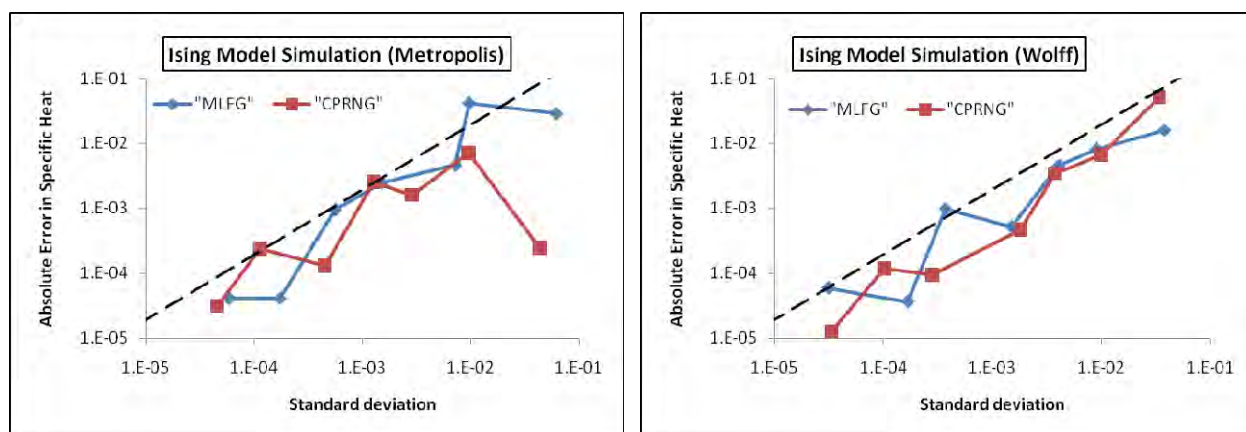 Ising Model Simulation (Metropolis)
"MLFG" "CPRNG"
Absolute Error in Specific Heat
1.E-01
1.E-02
1.E-03
1.E-04
1.E-05
1.E-05 1.E-04 1.E-03 1.E-02 1.E-01
Standard deviation
Ising Model Simulation (Wolff)
"MLFG" "CPRNG"
Absolute Error in Specific Heat
1.E-01
1.E-02
1.E-03
1.E-04
1.E-05
1.E-05 1.E-04 1.E-03 1.E-02 1.E-01
Standard deviation